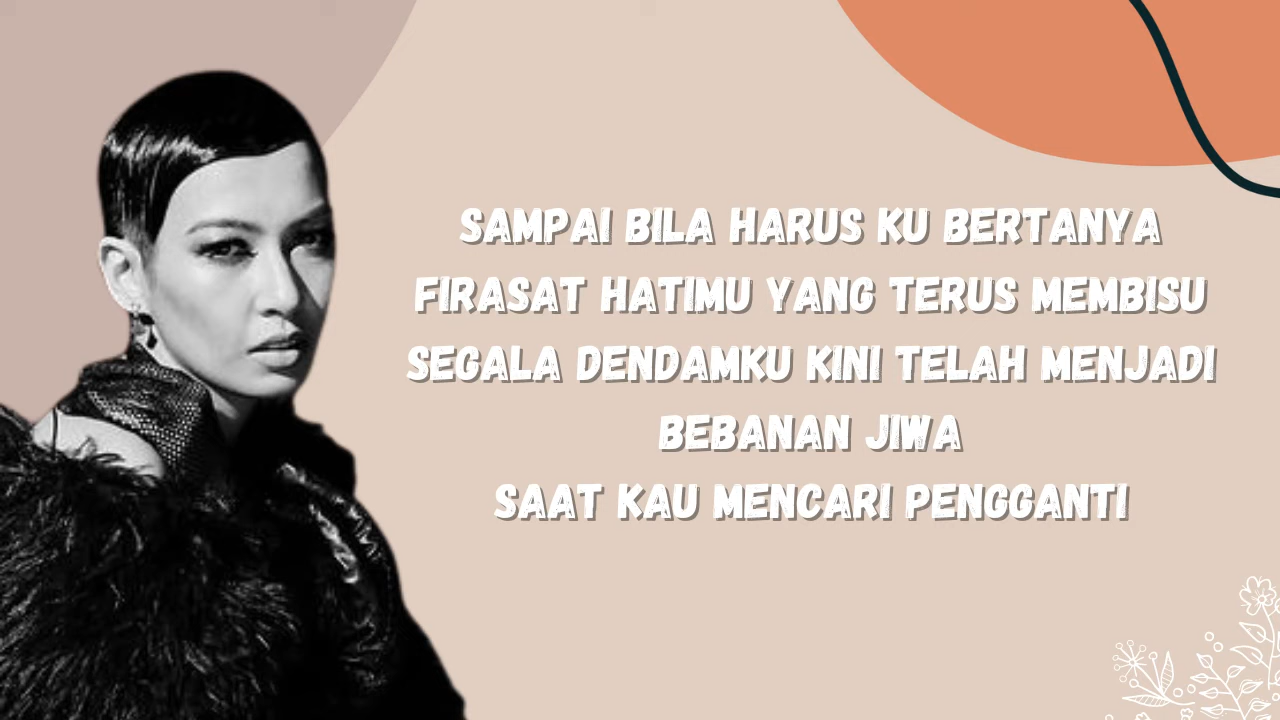 SAMPAI BILA HARUS KU BERTANYA
FIRASAT HATIMU YANG TERUS MEMBISU
SEGALA DENDAMKU KINI TELAH MENJADI
BEBANAN JIWA
SAAT KAU MENCARI PENGGANTI